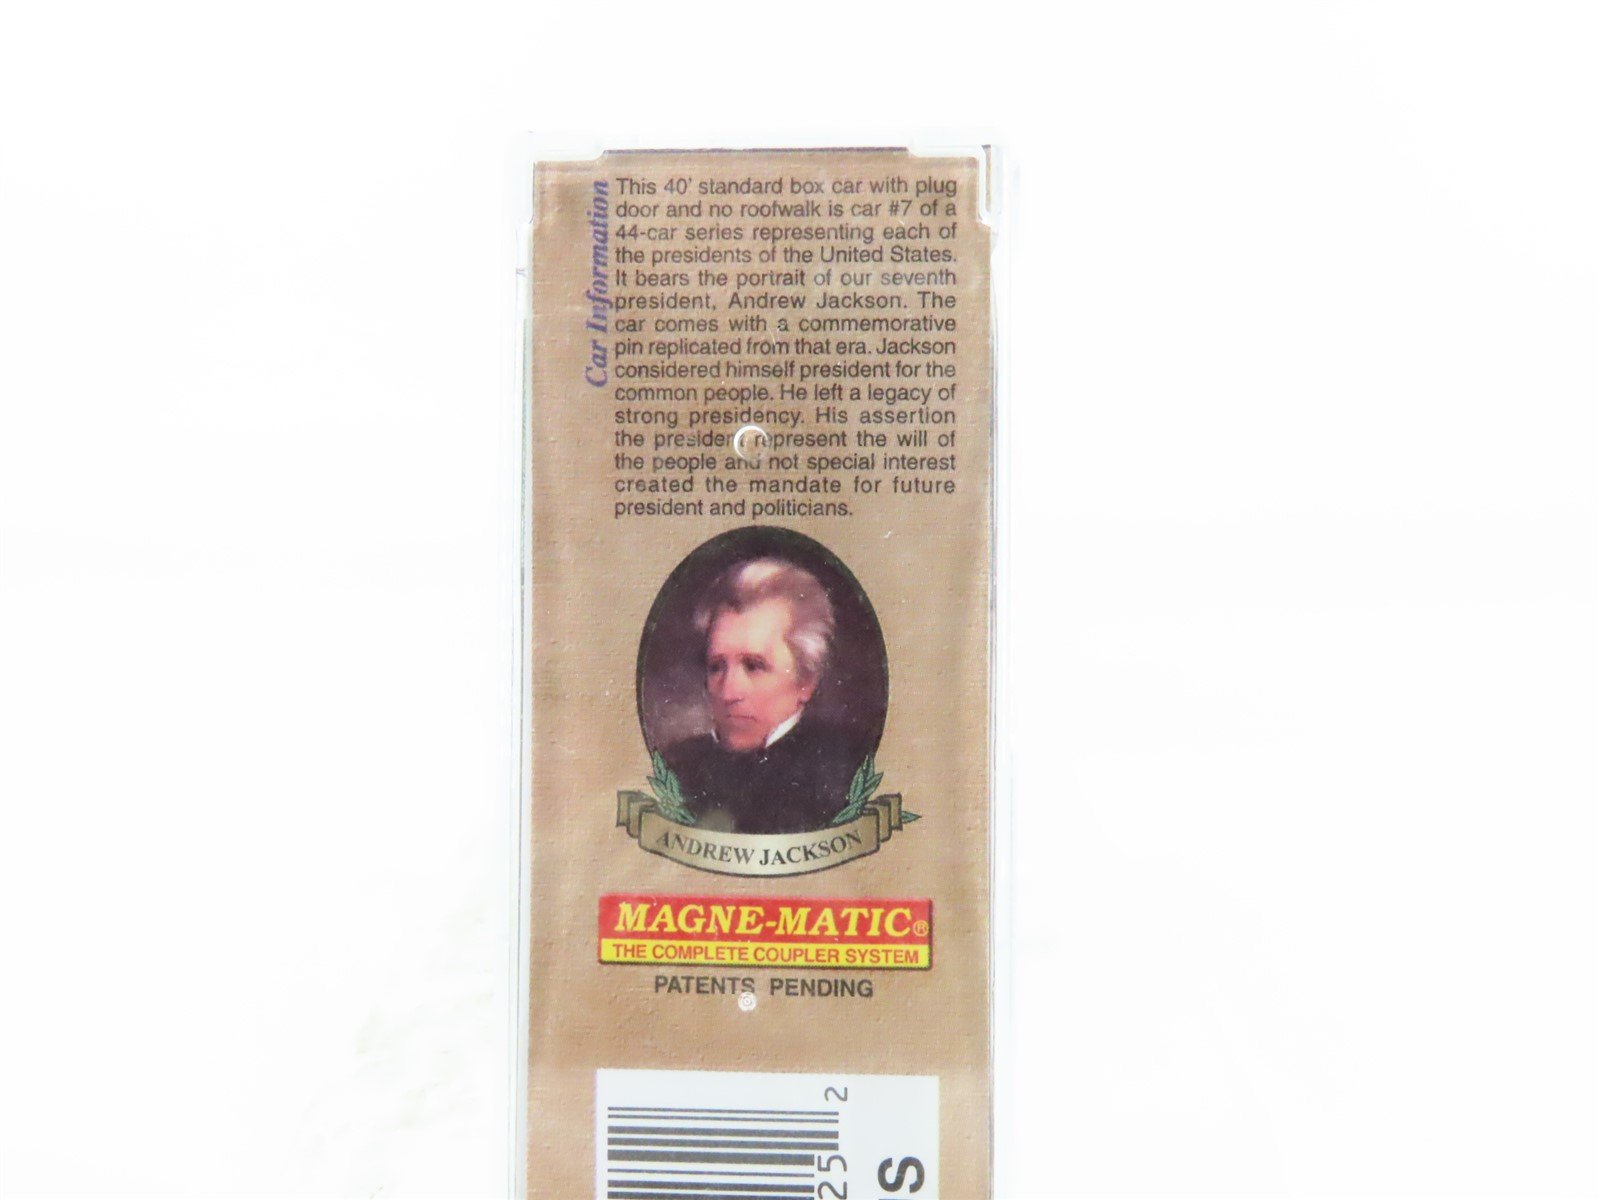 Car Information
This 40' standard box car with plug
door and no roofwalk is car #7 of a
44-car series representing each of
the presidents of the United States.
It bears the portrait of our seventh
president, Andrew Jackson. The
car comes with a commemorative
pin replicated from that era. Jackson
considered himself president for the
common people. He left a legacy of
strong presidency. His assertion
the president represent the will of
the people and not special interest
created the mandate for future
president and politicians.
ANDREW JACKSON
MAGNE-MATIC®
THE COMPLETE COUPLER SYSTEM
PATENTS PENDING
25 2